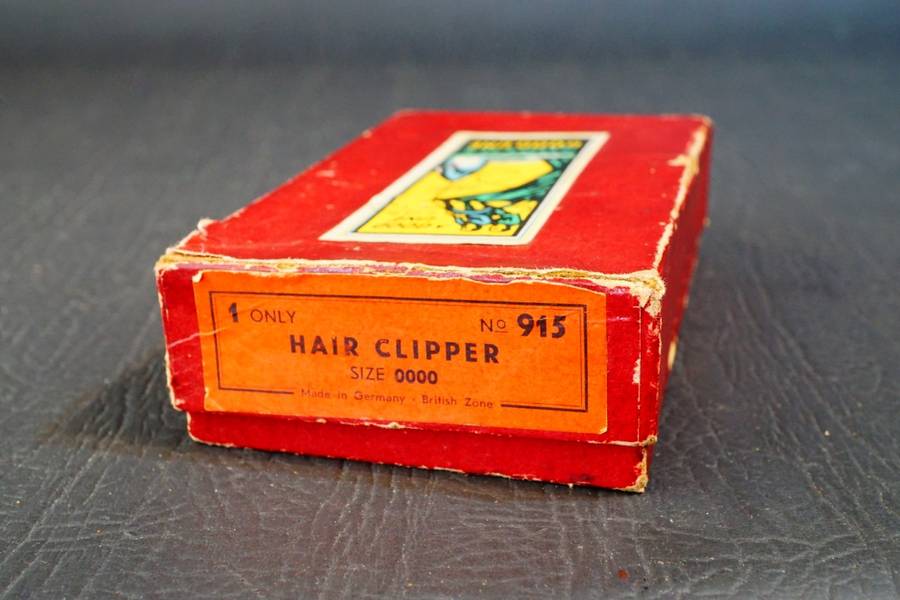 1 ONLY Nº 915
HAIR CLIPPER
SIZE 0000
Made in Germany · British Zone